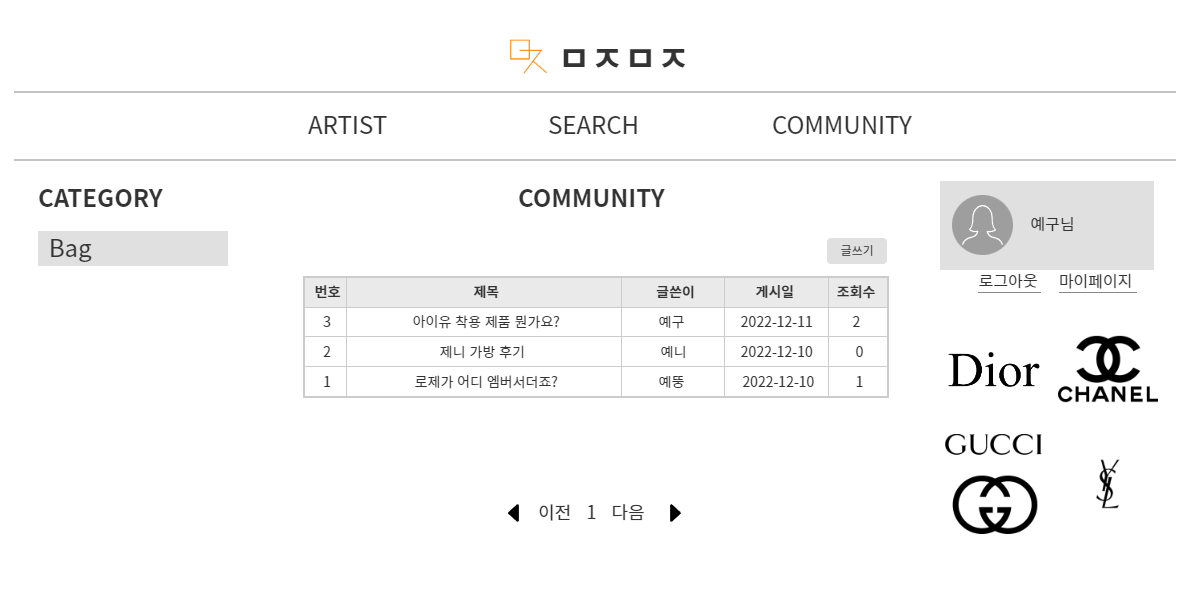 ㅁㅈㅁㅈ
ARTIST SEARCH COMMUNITY
CATEGORY
Bag
COMMUNITY
글쓰기
번호 제목 글쓴이 게시일 조회수
3 아이유 착용 제품 뭔가요? 예구 2022-12-11 2
2 제니 가방 후기 예니 2022-12-10 0
1 로제가 어디 엠버서더죠? 예뚱 2022-12-10 1
이전 1 다음
예구님
로그아웃 마이페이지
Dior
CHANEL
GUCCI
YSL